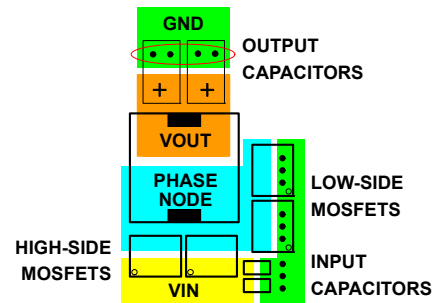 GND
OUTPUT
CAPACITORS
+ +
VOUT
PHASE
NODE
LOW-SIDE
MOSFETS
HIGH-SIDE
MOSFETS
INPUT
CAPACITORS
VIN